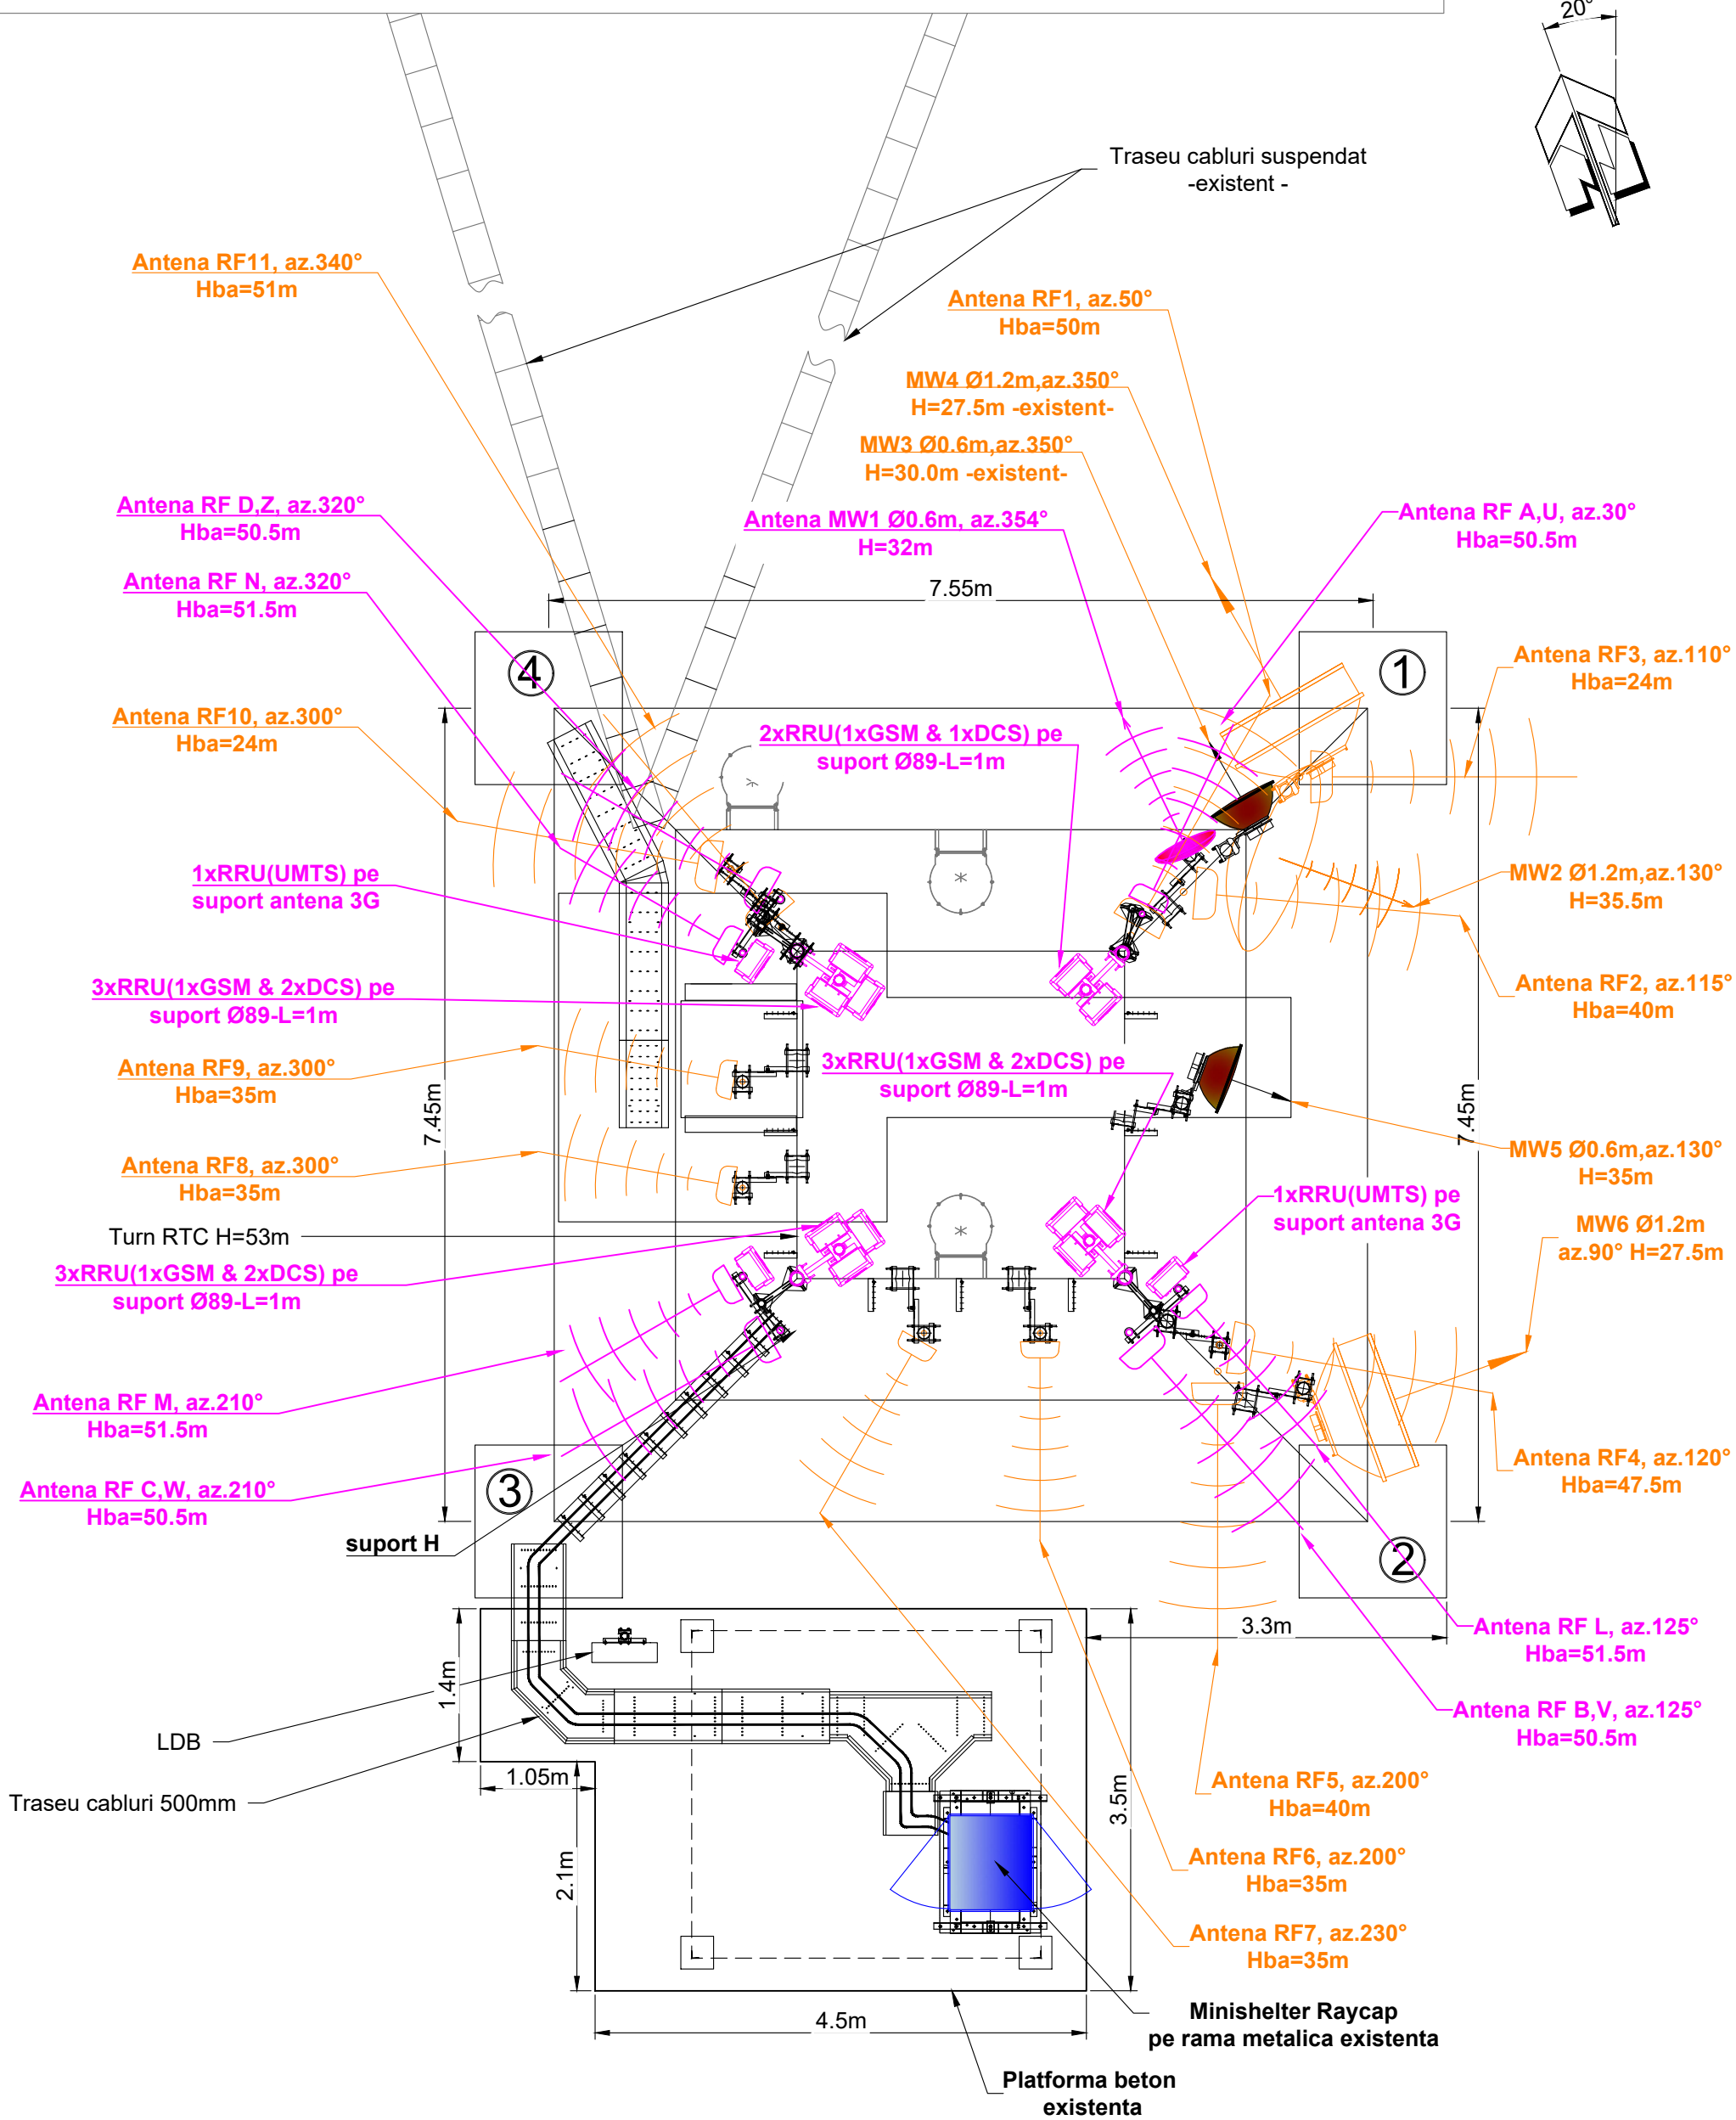 20°
Traseu cabluri suspendat
-existent -
Antena RF11, az.340°
Hba=51m
Antena RF1, az.50°
Hba=50m
MW4 Ø1.2m,az.350°
H=27.5m -existent-
MW3 Ø0.6m,az.350°
H=30.0m -existent-
Antena RF D,Z, az.320°
Hba=50.5m
Antena MW1 Ø0.6m, az.354°
H=32m
Antena RF A,U, az.30°
Hba=50.5m
Antena RF N, az.320°
Hba=51.5m
7.55m
4
1
Antena RF3, az.110°
Hba=24m
Antena RF10, az.300°
Hba=24m
2xRRU(1xGSM & 1xDCS) pe
suport Ø89-L=1m
1xRRU(UMTS) pe
suport antena 3G
MW2 Ø1.2m,az.130°
H=35.5m
3xRRU(1xGSM & 2xDCS) pe
suport Ø89-L=1m
Antena RF2, az.115°
Hba=40m
Antena RF9, az.300°
Hba=35m
3xRRU(1xGSM & 2xDCS) pe
suport Ø89-L=1m
7.45m
7.45m
Antena RF8, az.300°
Hba=35m
MW5 Ø0.6m,az.130°
H=35m
1xRRU(UMTS) pe
suport antena 3G
Turn RTC H=53m
MW6 Ø1.2m
az.90° H=27.5m
3xRRU(1xGSM & 2xDCS) pe
suport Ø89-L=1m
Antena RF M, az.210°
Hba=51.5m
Antena RF4, az.120°
Hba=47.5m
Antena RF C,W, az.210°
Hba=50.5m
3
suport H
2
3.3m
Antena RF L, az.125°
Hba=51.5m
1.4m
Antena RF B,V, az.125°
Hba=50.5m
LDB
1.05m
Antena RF5, az.200°
Hba=40m
Traseu cabluri 500mm
3.5m
2.1m
Antena RF6, az.200°
Hba=35m
Antena RF7, az.230°
Hba=35m
4.5m
Minishelter Raycap
pe rama metalica existenta
Platforma beton
existenta